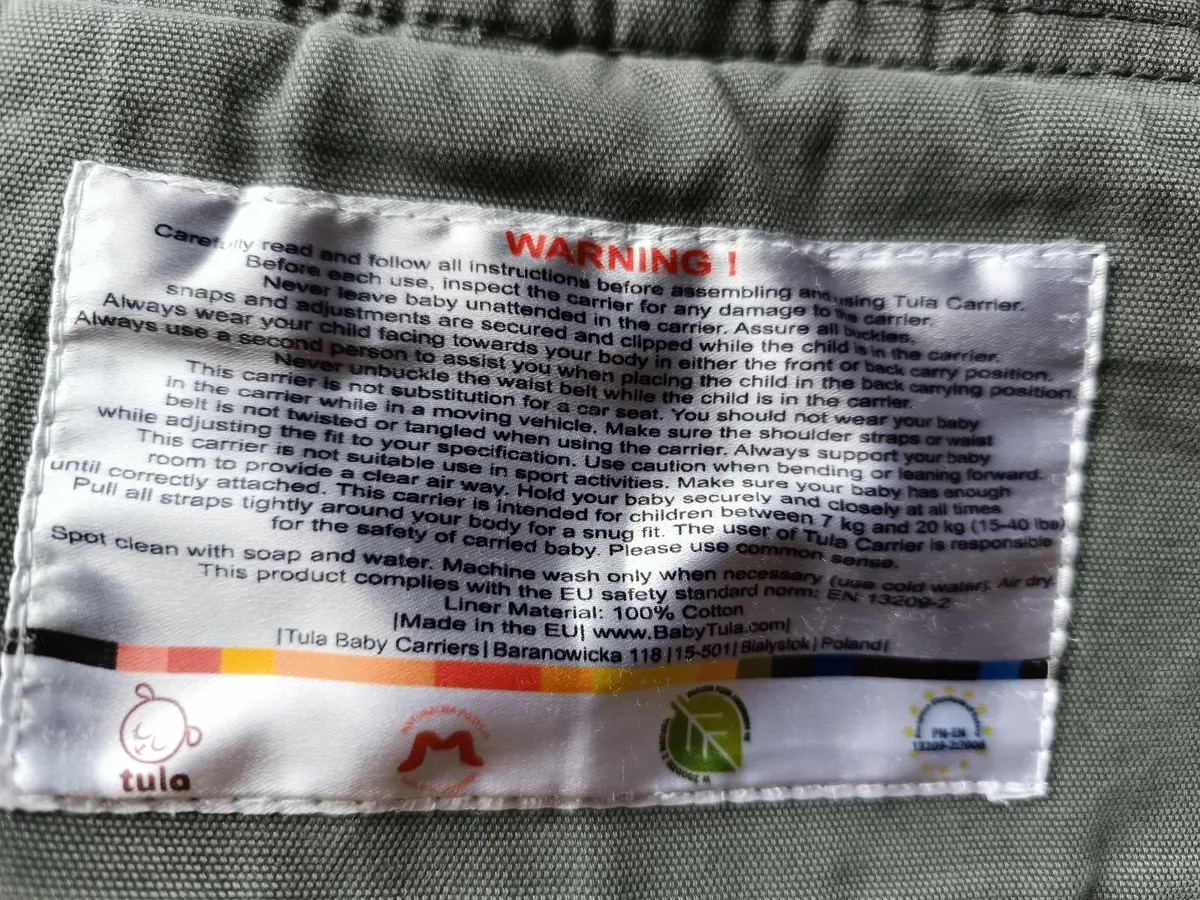 WARNING !
Carefully read and follow all instructions before assembling and using Tula Carrier.
Before each use, inspect the carrier for any damage to the carrier.
Never leave baby unattended in the carrier. Assure all buckles,
snaps and adjustments are secured and clipped while the child is in the carrier.
Always wear your child facing towards your body in either the front or back carry position.
Always use a second person to assist you when placing the child in the back carrying position.
Never unbuckle the waist belt while the child is in the carrier.
This carrier is not substitution for a car seat. You should not wear your baby
in the carrier while in a moving vehicle. Make sure the shoulder straps or waist
belt is not twisted or tangled when using the carrier. Always support your baby
while adjusting the fit to your specification. Use caution when bending or leaning forward.
This carrier is not suitable use in sport activities. Make sure your baby has enough
room to provide a clear air way. Hold your baby securely and closely at all times
until correctly attached. This carrier is intended for children between 7 kg and 20 kg (15-40 lbs)
Pull all straps tightly around your body for a snug fit. The user of Tula Carrier is responsible
for the safety of carried baby. Please use common sense.
Spot clean with soap and water. Machine wash only when necessary (use cold water). Air dry.
This product complies with the EU safety standard norm: EN 13209-2
Liner Material: 100% Cotton
|Made in the EU| www.BabyTula.com|
|Tula Baby Carriers| Baranowicka 118 |15-501| Bialystok | Poland|
tula
PN-EN
13209-2:2006